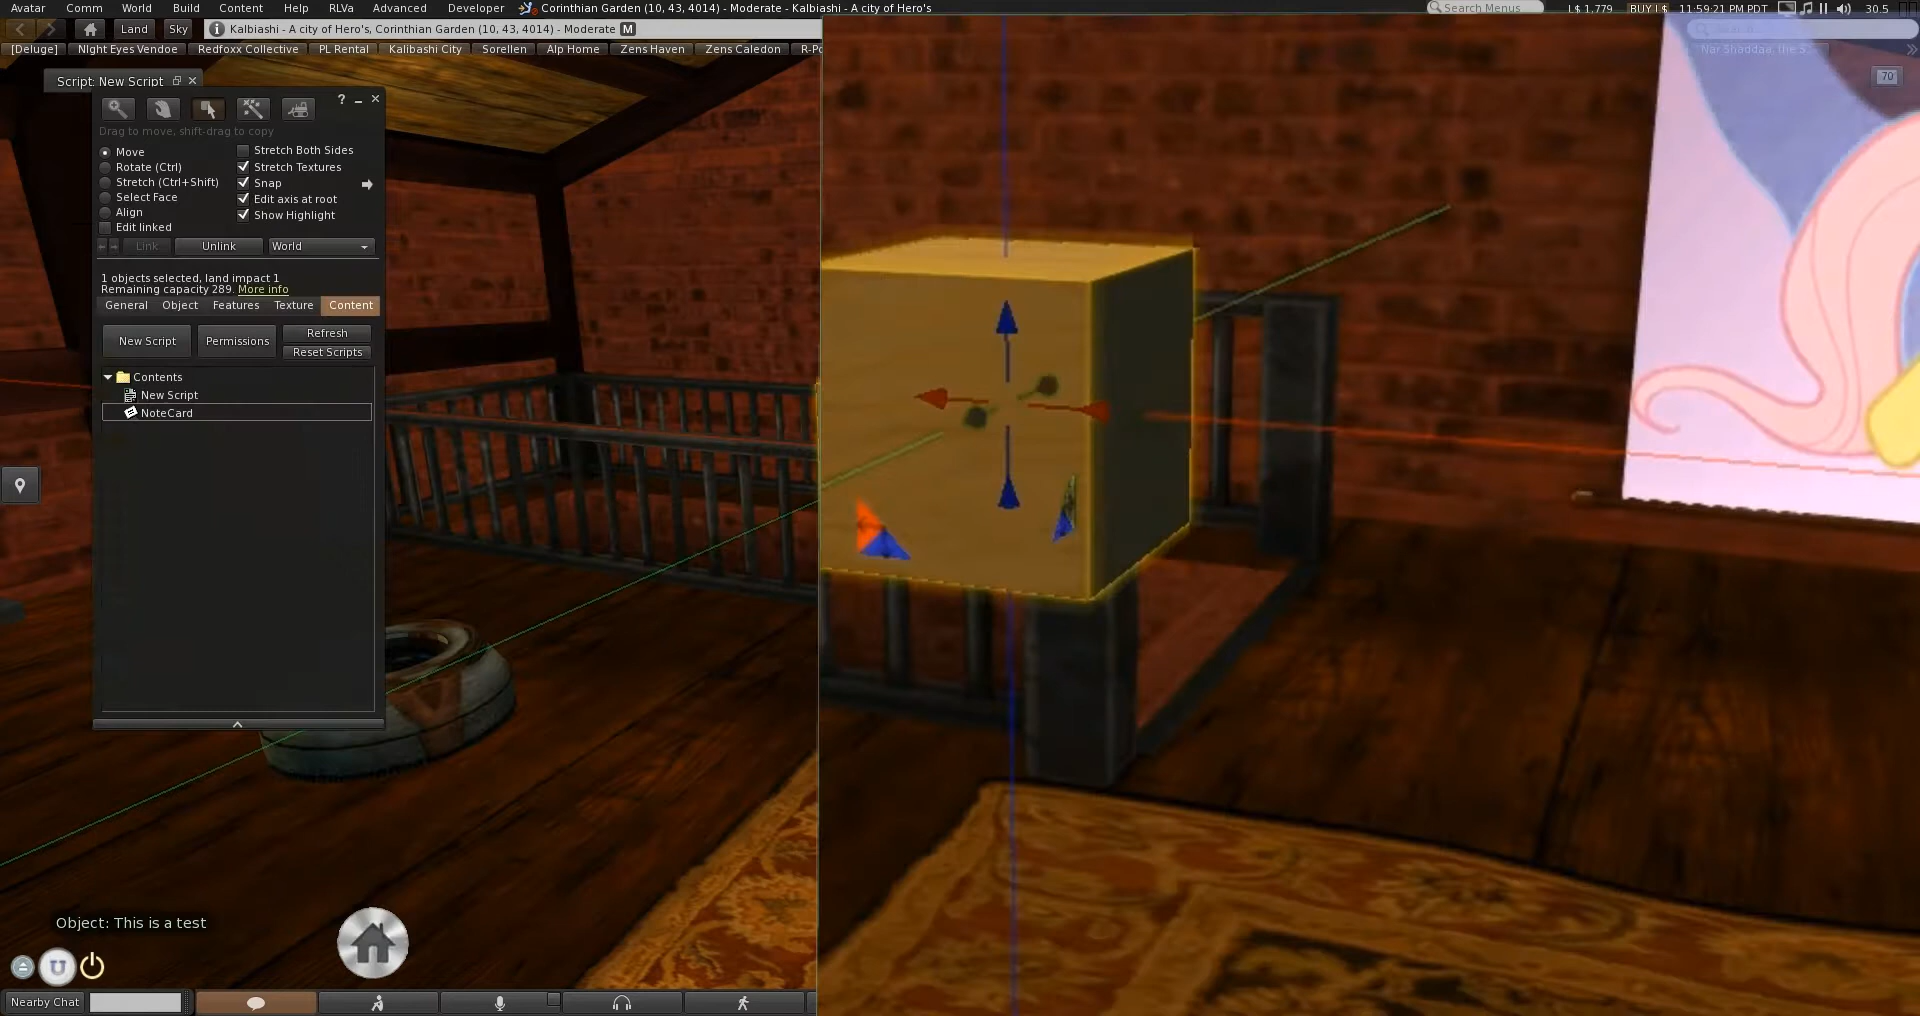 Avatar Comm World Build Content Help RLVa Advanced Developer Corinthian Garden (10, 43, 4014) - Moderate - Kalbiashi - A city of Hero's Search Menus L$ 1,779 BUY L$ 11:59:21 PM PDT 30.5
Land Sky Kalbiashi - A city of Hero's, Corinthian Garden (10, 43, 4014) - Moderate M
[Deluge] NIght Eyes Vendoe Redfoxx Collective PL Rental Kalibashi City Sorellen Alp Home Zens Haven Zens Caledon R-Po
Nar Shaddaa, the S
70
Script: New Script
?
Drag to move, shift-drag to copy
Move
Rotate (Ctrl)
Stretch (Ctrl+Shift)
Select Face
Align
Edit linked
Stretch Both Sides
Stretch Textures
Snap
Edit axis at root
Show Highlight
Link Unlink World
1 objects selected, land impact 1
Remaining capacity 289. More info
General Object Features Texture Content
New Script Permissions Refresh
Reset Scripts
Contents
New Script
NoteCard
Object: This is a test
U
Nearby Chat